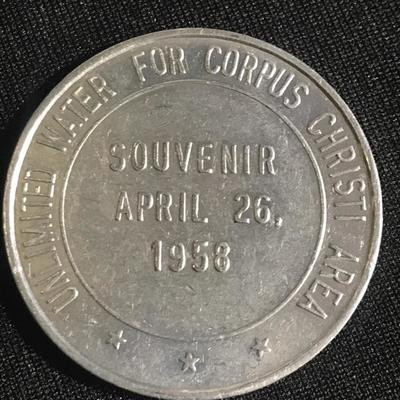 UNLIMITED WATER FOR CORPUS CHRISTI AREA
SOUVENIR
APRIL 26,
1958